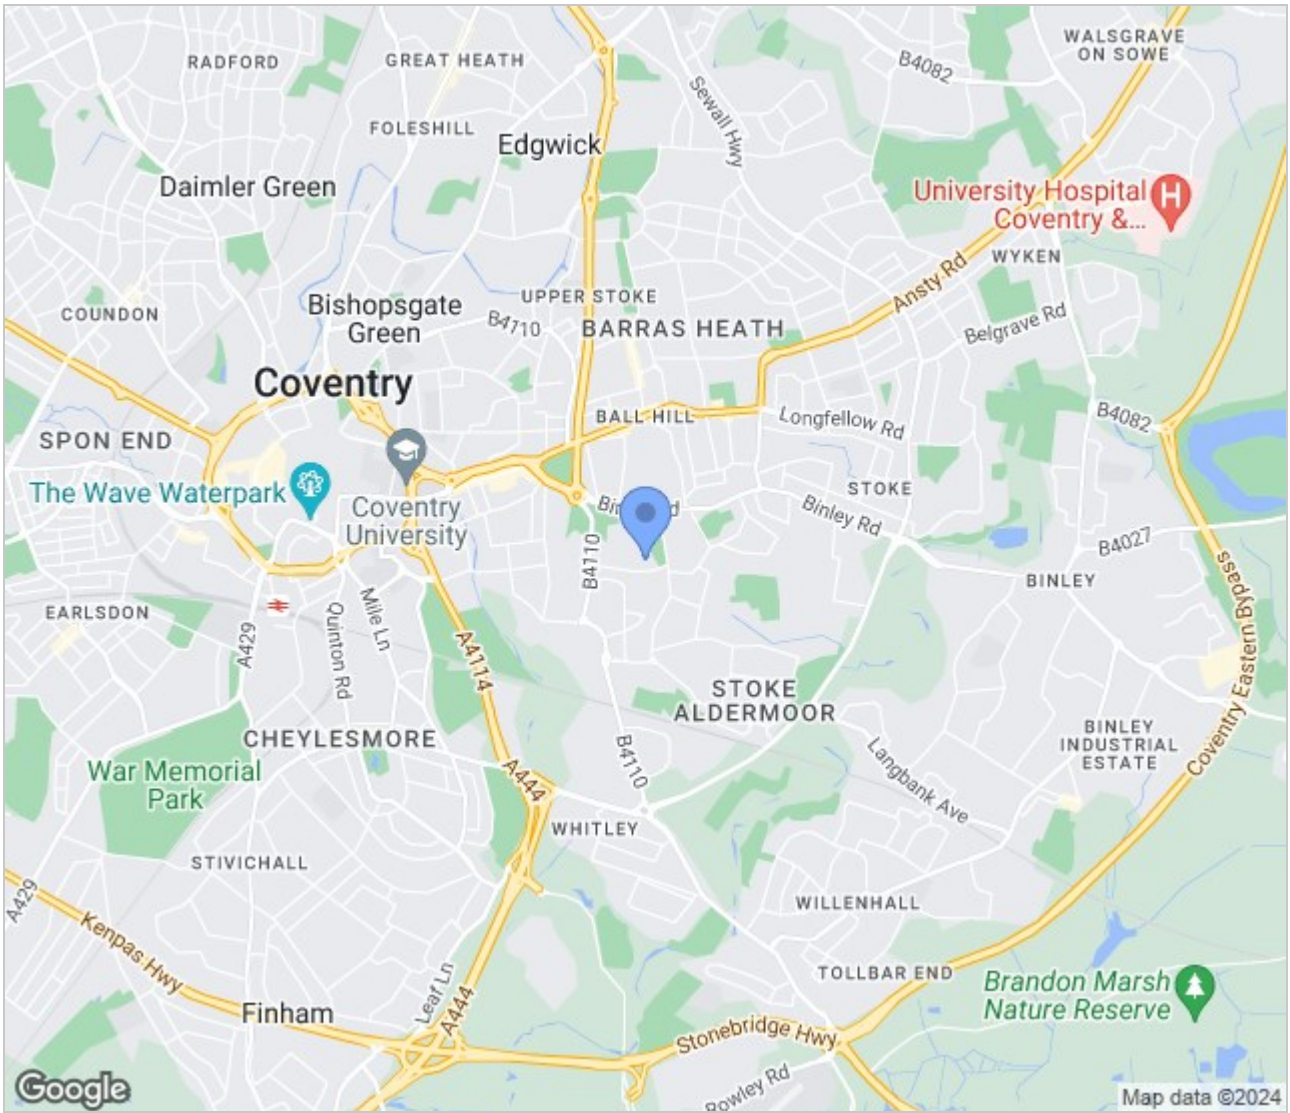 WALSGRAVE
ON SOWE
RADFORD
GREAT HEATH
B4082
Sewall Hwy
FOLESHILL
Edgwick
Daimler Green
University Hospital
Coventry &...
WYKEN
Ansty Rd
UPPER STOKE
Bishopsgate
Green
COUNDON
B4110
BARRAS HEATH
Belgrave Rd
Coventry
BALL HILL
Longfellow Rd
B4082
SPON END
The Wave Waterpark
STOKE
Coventry
University
Binley Rd
B4110
B4027
BINLEY
EARLSDON
A429
Quinton Rd
Mile Ln
A4114
Coventry Eastern Bypass
STOKE
ALDERMOOR
CHEYLESMORE
BINLEY
INDUSTRIAL
ESTATE
War Memorial
Park
A444
B4110
Langbank Ave
WHITLEY
STIVICHALL
A429
WILLENHALL
Kenpas Hwy
TOLLBAR END
Brandon Marsh
Nature Reserve
Leaf Ln
A444
Finham
Stonebridge Hwy
Rowley Rd
Google
Map data ©2024